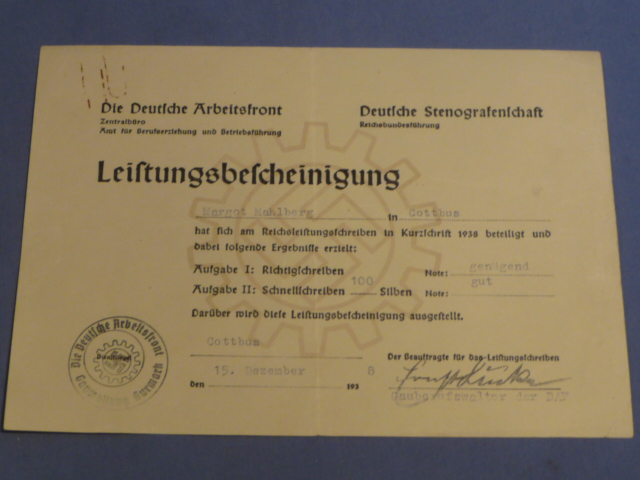 Die Deutsche Arbeitsfront
Zentralbüro
Amt für Berufserziehung und Betriebsführung
Deutsche Stenografenschaft
Reichsbundesführung
Leistungsbescheinigung
Margot Mahlberg in Cottbus
hat sich am Reichsleistungsschreiben in Kurzschrift 1938 beteiligt und
dabei folgende Ergebnisse erzielt:
Aufgabe I: Richtigschreiben Note: genügend
Aufgabe II: Schnellschreiben 100 Silben Note: gut
Darüber wird diese Leistungsbescheinigung ausgestellt.
Cottbus
den 15. Dezember 193 8
Der Beauftragte für das Leistungsschreiben
Gauberufswalter der DAF
Die Deutsche Arbeitsfront
Gauwaltung Kurmark